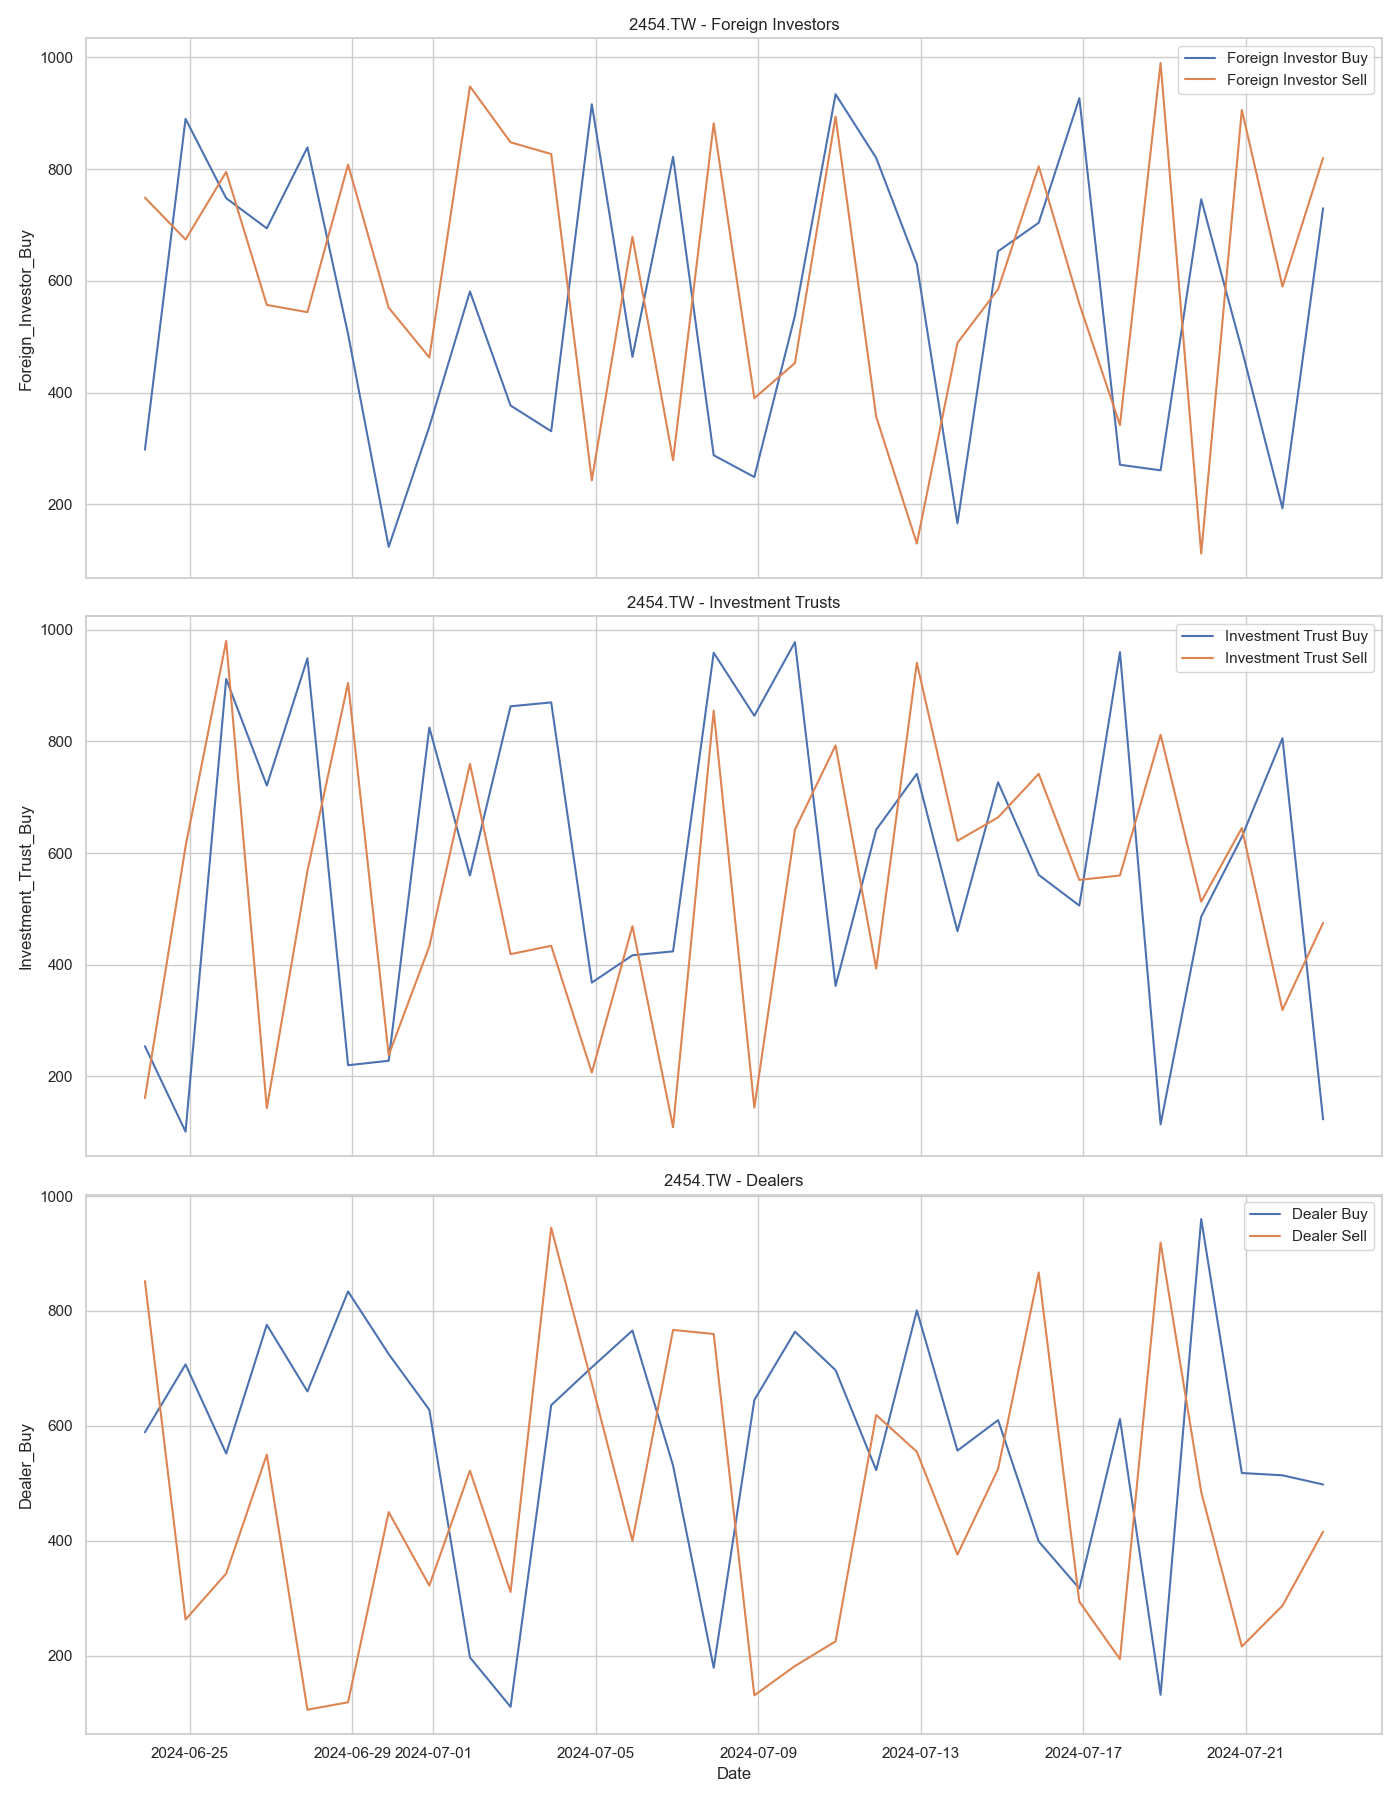 2454.TW - Foreign Investors
Foreign_Investor_Buy
1000
800
600
400
200
Foreign Investor Buy
Foreign Investor Sell
2454.TW - Investment Trusts
Investment_Trust_Buy
1000
800
600
400
200
Investment Trust Buy
Investment Trust Sell
2454.TW - Dealers
Dealer_Buy
1000
800
600
400
200
Dealer Buy
Dealer Sell
2024-06-25 2024-06-29 2024-07-01 2024-07-05 2024-07-09 2024-07-13 2024-07-17 2024-07-21
Date